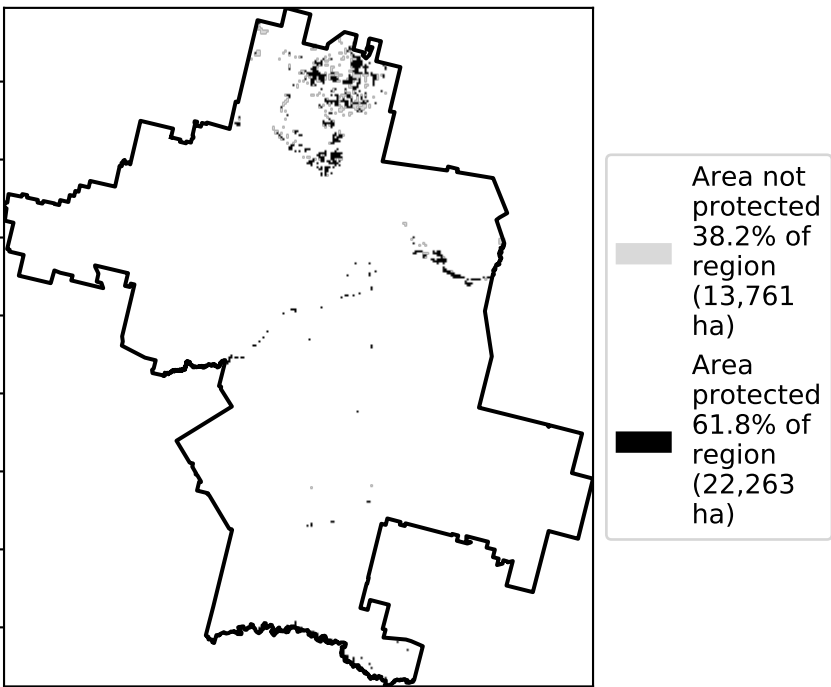 Area not
protected
38.2% of
region
(13,761
ha)
Area
protected
61.8% of
region
(22,263
ha)